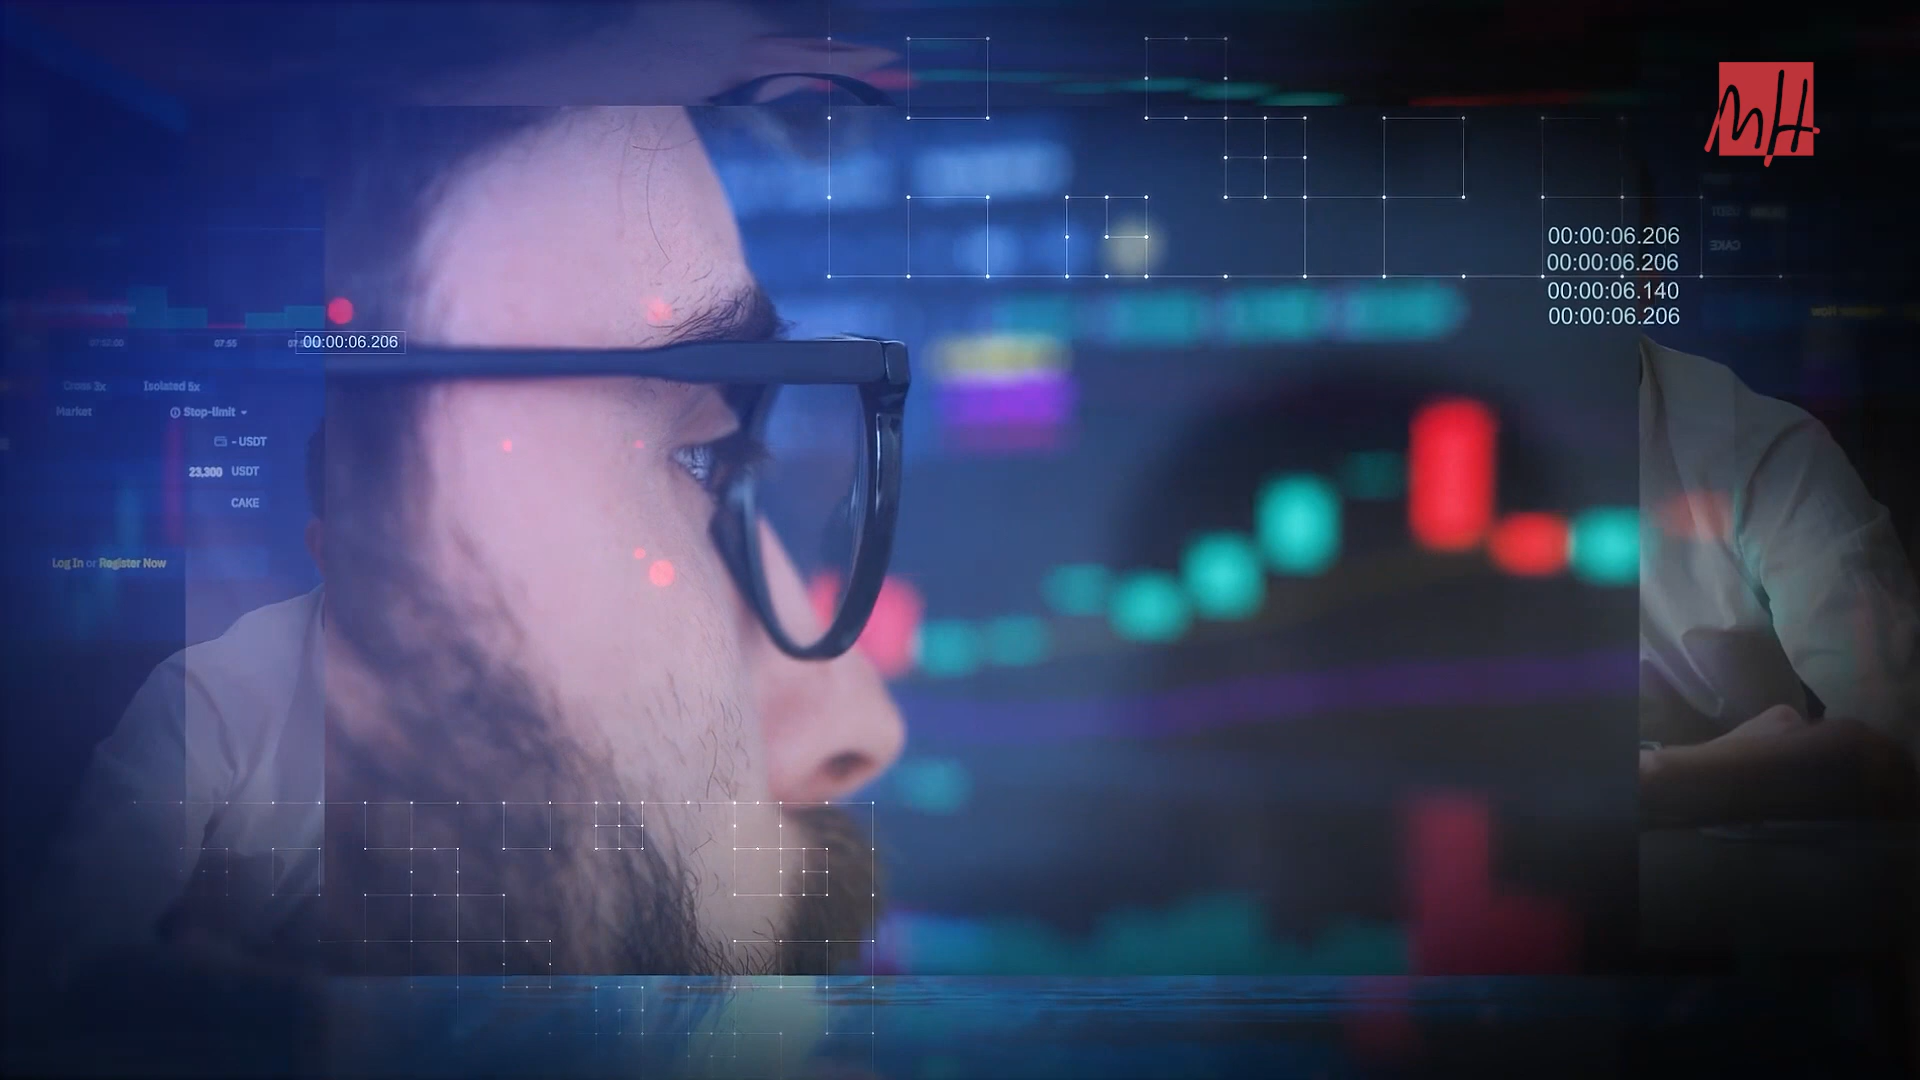 MH
00:00:06.206
00:00:06.206
00:00:06.140
00:00:06.206
07:55
00:00:06.206
Cross 3x Isolated 5x
Market Stop-limit
- USDT
23,300 USDT
CAKE
Log In or Register Now